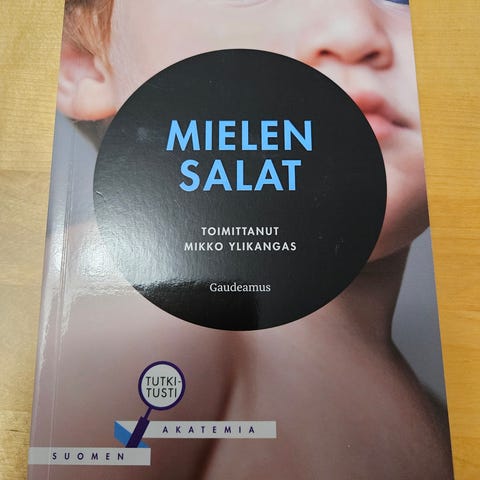 MIELEN
SALAT
TOIMITTANUT
MIKKO YLIKANGAS
Gaudeamus
TUTKI-
TUSTI
SUOMEN
AKATEMIA